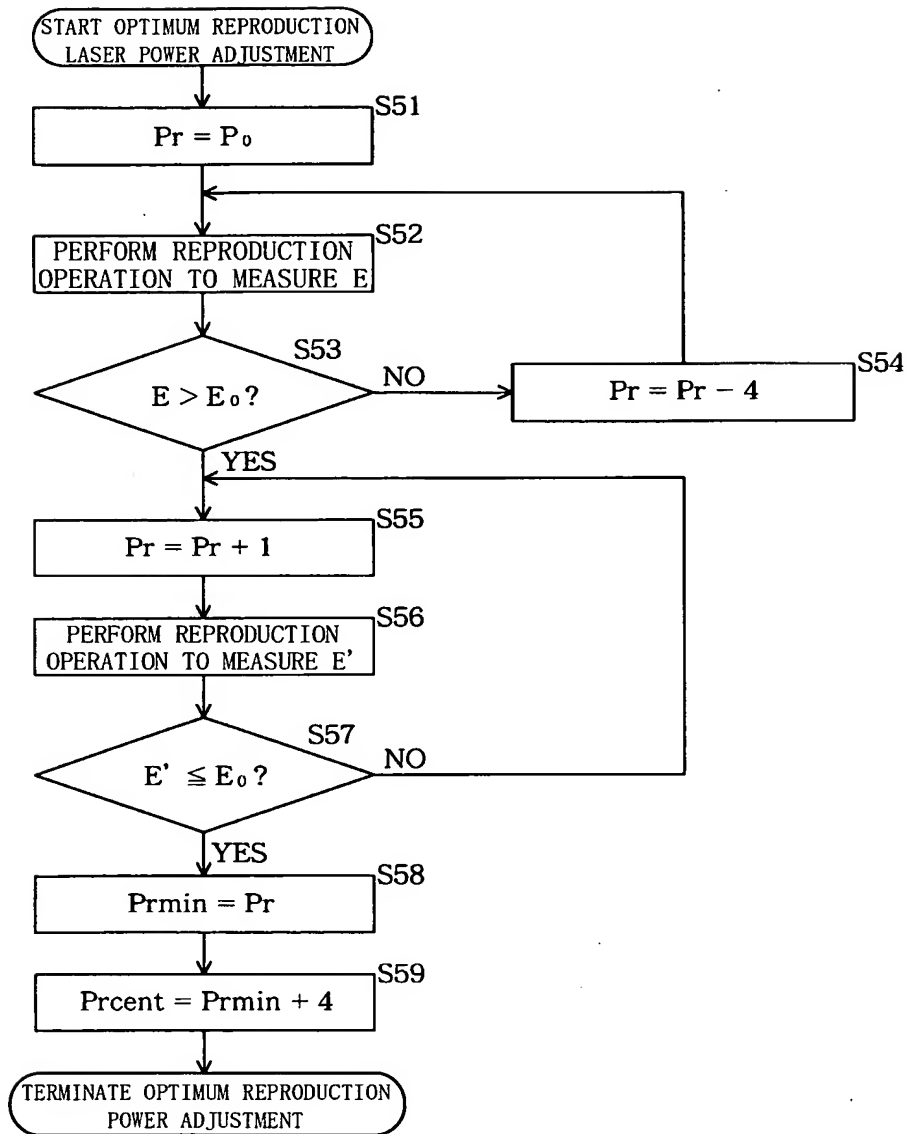 START OPTIMUM REPRODUCTION
LASER POWER ADJUSTMENT
S51
Pr = P₀
S52
PERFORM REPRODUCTION
OPERATION TO MEASURE E
S53
E > E₀?
NO
S54
Pr = Pr − 4
YES
S55
Pr = Pr + 1
S56
PERFORM REPRODUCTION
OPERATION TO MEASURE E'
S57
E' ≦ E₀?
NO
YES
S58
Prmin = Pr
S59
Prcent = Prmin + 4
TERMINATE OPTIMUM REPRODUCTION
POWER ADJUSTMENT